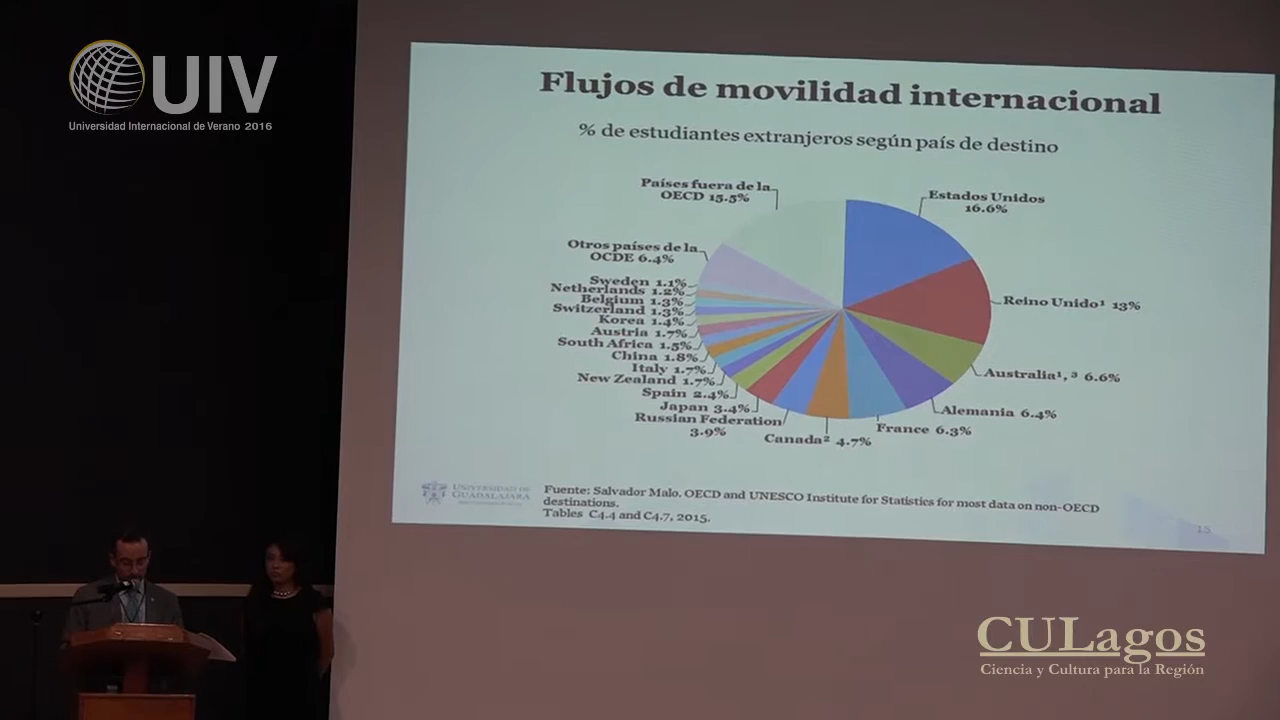 UIV
Universidad Internacional de Verano 2016
Flujos de movilidad internacional
% de estudiantes extranjeros según país de destino
Países fuera de la
OECD 15.5%
Estados Unidos
16.6%
Otros países de la
OCDE 6.4%
Sweden 1.1%
Netherlands 1.2%
Belgium 1.3%
Switzerland 1.3%
Korea 1.4%
Austria 1.7%
South Africa 1.5%
China 1.8%
Italy 1.7%
New Zealand 1.7%
Spain 2.4%
Japan 3.4%
Russian Federation
3.9%
Canada² 4.7%
France 6.3%
Alemania 6.4%
Australia¹,³ 6.6%
Reino Unido¹ 13%
UNIVERSIDAD DE
GUADALAJARA
Fuente: Salvador Malo. OECD and UNESCO Institute for Statistics for most data on non-OECD
destinations.
Tables C4.4 and C4.7, 2015.
15
CULagos
Ciencia y Cultura para la Región